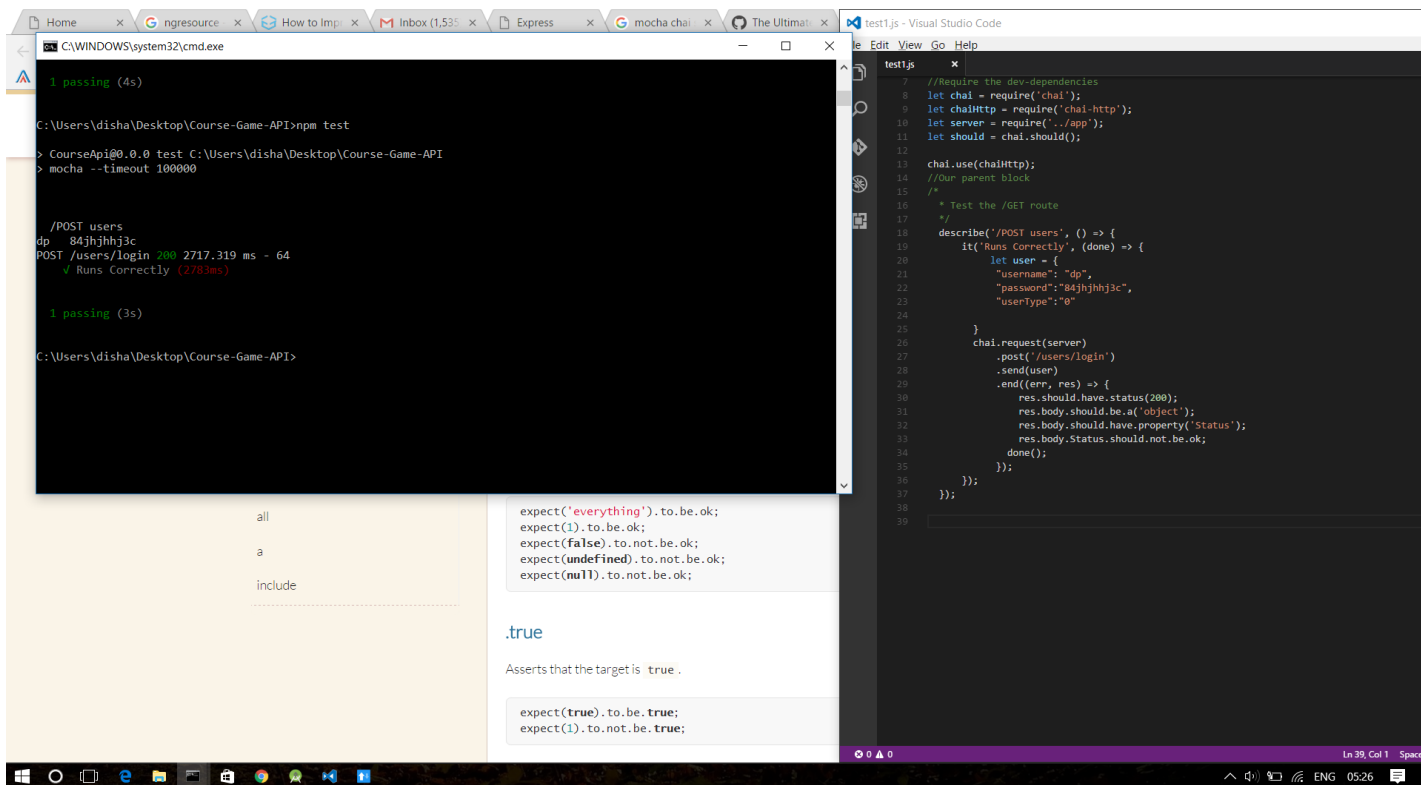 Home
ngresource
How to Imp
Inbox (1,535
Express
mocha chai
The Ultimat
test1.js - Visual Studio Code
C:\WINDOWS\system32\cmd.exe
1 passing (4s)
C:\Users\disha\Desktop\Course-Game-API>npm test
> CourseApi@0.0.0 test C:\Users\disha\Desktop\Course-Game-API
> mocha --timeout 100000
/POST users
dp   84jhjhhj3c
POST /users/login 200 2717.319 ms - 64
√ Runs Correctly (2783ms)
1 passing (3s)
C:\Users\disha\Desktop\Course-Game-API>
all
a
include
expect('everything').to.be.ok;
expect(1).to.be.ok;
expect(false).to.not.be.ok;
expect(undefined).to.not.be.ok;
expect(null).to.not.be.ok;
.true
Asserts that the target is true.
expect(true).to.be.true;
expect(1).to.not.be.true;
Edit View Go Help
test1.js
7 //Require the dev-dependencies
8 let chai = require('chai');
9 let chaiHttp = require('chai-http');
10 let server = require('../app');
11 let should = chai.should();
12
13 chai.use(chaiHttp);
14 //Our parent block
15 /*
16 * Test the /GET route
17 */
18 describe('/POST users', () => {
19 it('Runs Correctly', (done) => {
20 let user = {
21 "username": "dp",
22 "password":"84jhjhhj3c",
23 "userType":"0"
24
25 }
26 chai.request(server)
27 .post('/users/login')
28 .send(user)
29 .end((err, res) => {
30 res.should.have.status(200);
31 res.body.should.be.a('object');
32 res.body.should.have.property('Status');
33 res.body.Status.should.not.be.ok;
34 done();
35 });
36 });
37 });
38
39
0 0
Ln 39, Col 1 Space
ENG 05:26